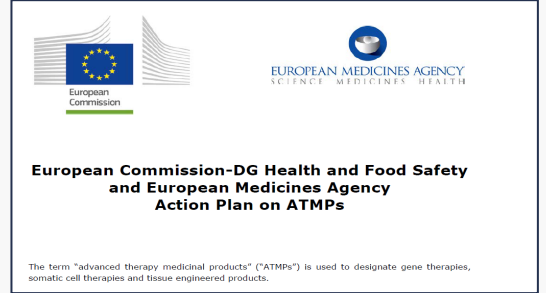 European
Commission
EUROPEAN MEDICINES AGENCY
SCIENCE MEDICINES HEALTH
European Commission-DG Health and Food Safety
and European Medicines Agency
Action Plan on ATMPs
The term "advanced therapy medicinal products" ("ATMPs") is used to designate gene therapies,
somatic cell therapies and tissue engineered products.